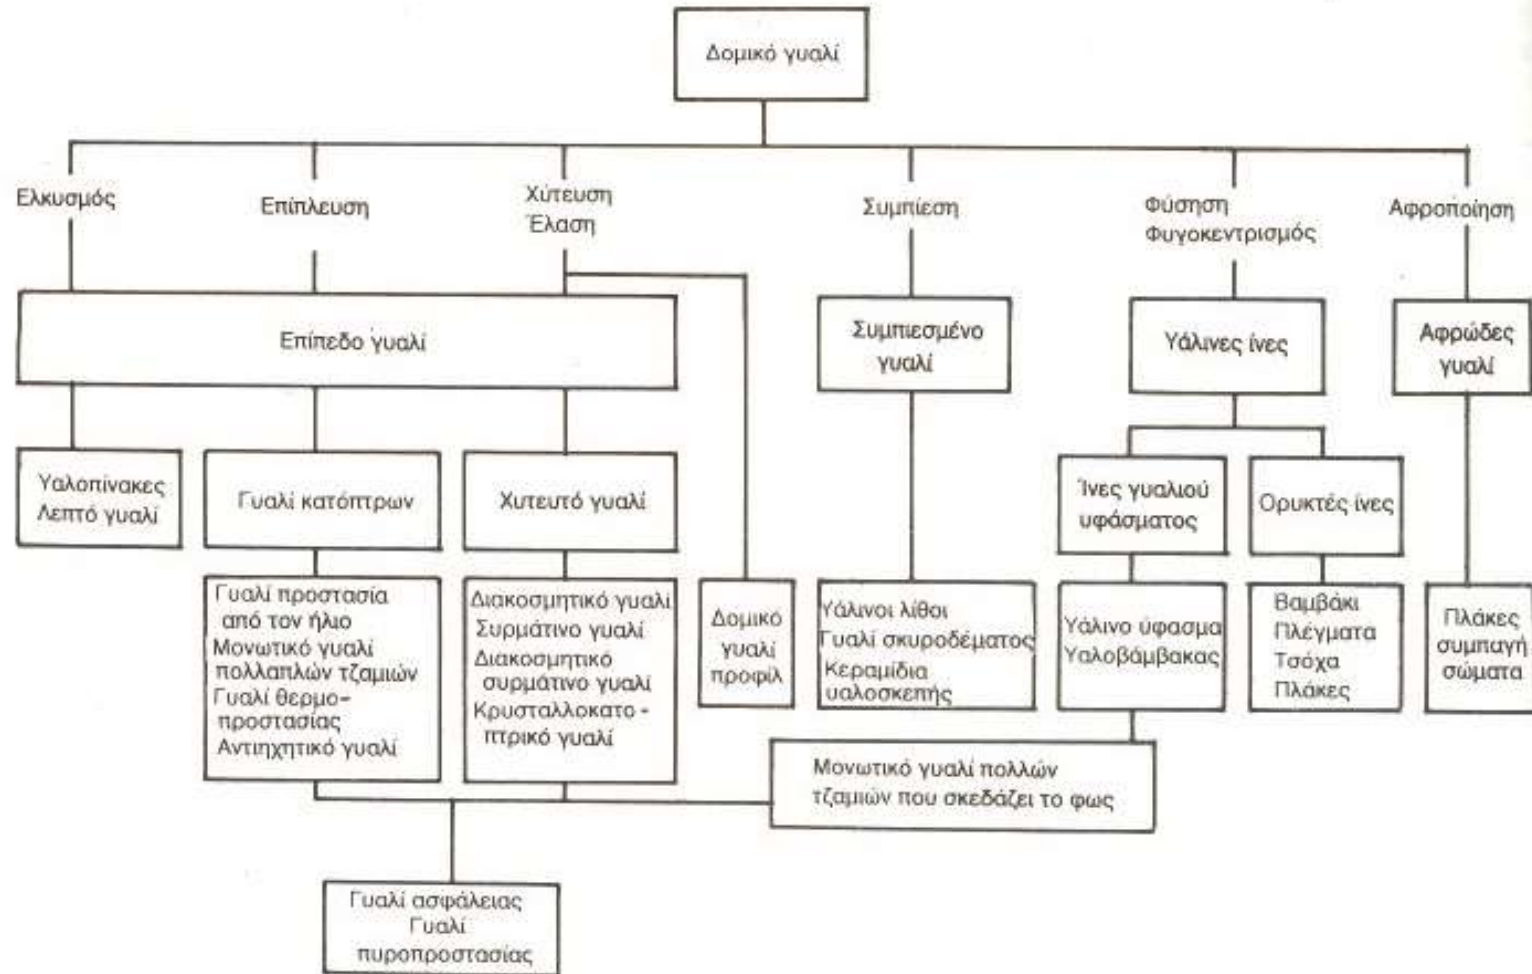 Δομικό γυαλί
Ελκυσμός
Επίπλευση
Χύτευση
Έλαση
Συμπίεση
Φύσηση
Φυγοκεντρισμός
Αφροποίηση
Επίπεδο γυαλί
Συμπιεσμένο
γυαλί
Υάλινες ίνες
Αφρώδες
γυαλί
Υαλοπίνακες
Λεπτό γυαλί
Γυαλί κατόπτρων
Χυτευτό γυαλί
Ίνες γυαλιού
υφάσματος
Ορυκτές ίνες
Γυαλί προστασία
από τον ήλιο
Μονωτικό γυαλί
πολλαπλών τζαμιών
Γυαλί θερμο-
προστασίας
Αντιηχητικό γυαλί
Διακοσμητικό γυαλί
Συρμάτινο γυαλί
Διακοσμητικό
συρμάτινο γυαλί
Κρυσταλλοκατο-
πτρικό γυαλί
Δομικό
γυαλί
προφίλ
Υάλινοι λίθοι
Γυαλί σκυροδέματος
Κεραμίδια
υαλοσκεπής
Υάλινο ύφασμα
Υαλοβάμβακας
Βαμβάκι
Πλέγματα
Τσόχα
Πλάκες
Πλάκες
συμπαγή
σώματα
Μονωτικό γυαλί πολλών
τζαμιών που σκεδάζει το φως
Γυαλί ασφάλειας
Γυαλί
πυροπροστασίας